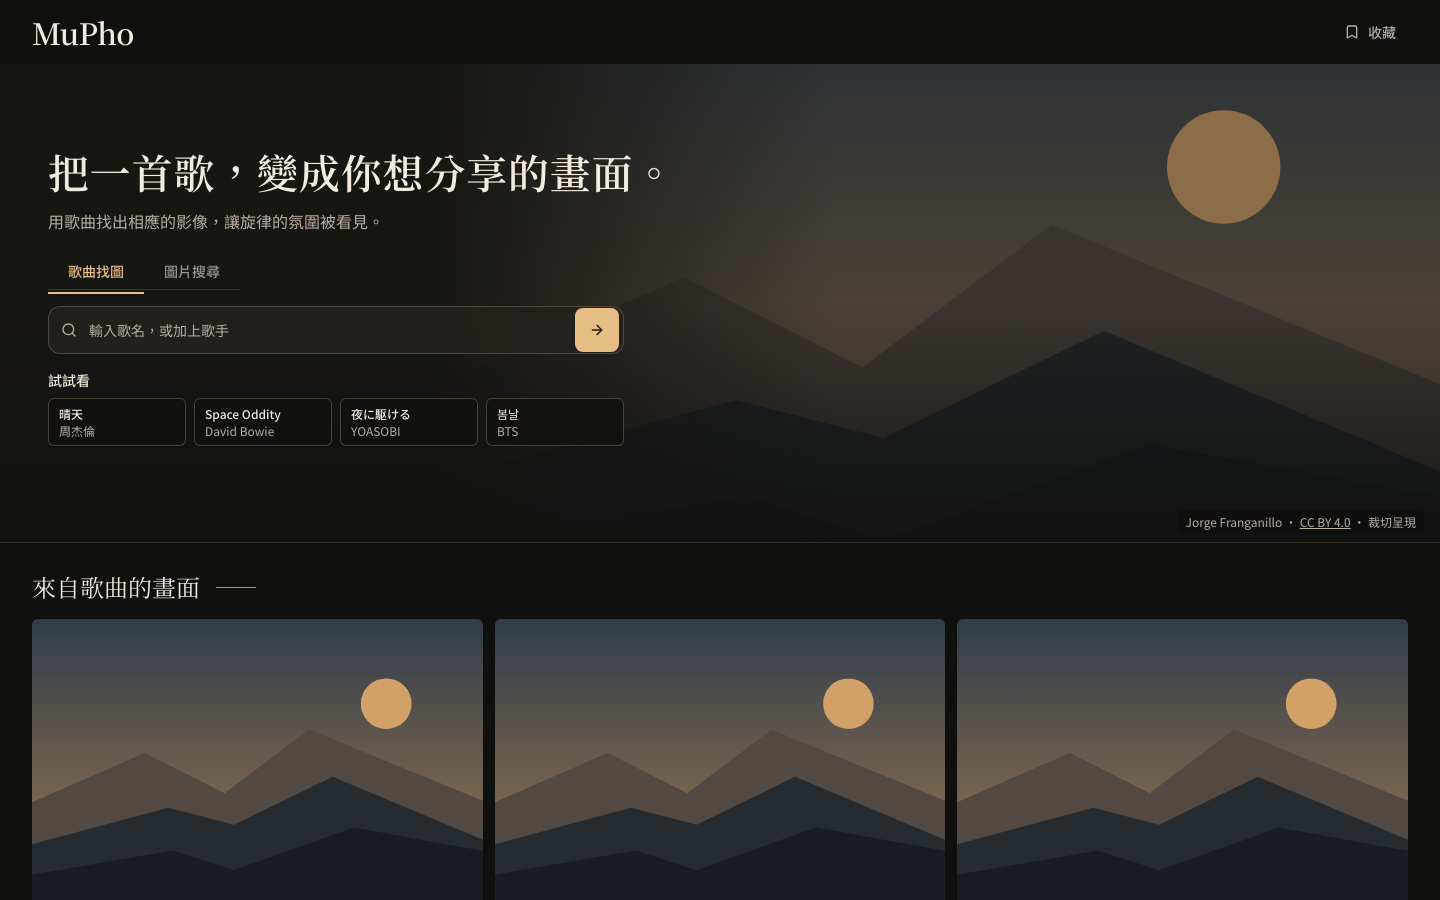 MuPho
收藏
把一首歌，變成你想分享的畫面。
用歌曲找出相應的影像，讓旋律的氛圍被看見。
歌曲找圖
圖片搜尋
輸入歌名，或加上歌手
試試看
晴天
周杰倫
Space Oddity
David Bowie
夜に駆ける
YOASOBI
봄날
BTS
Jorge Franganillo · CC BY 4.0 · 裁切呈現
來自歌曲的畫面